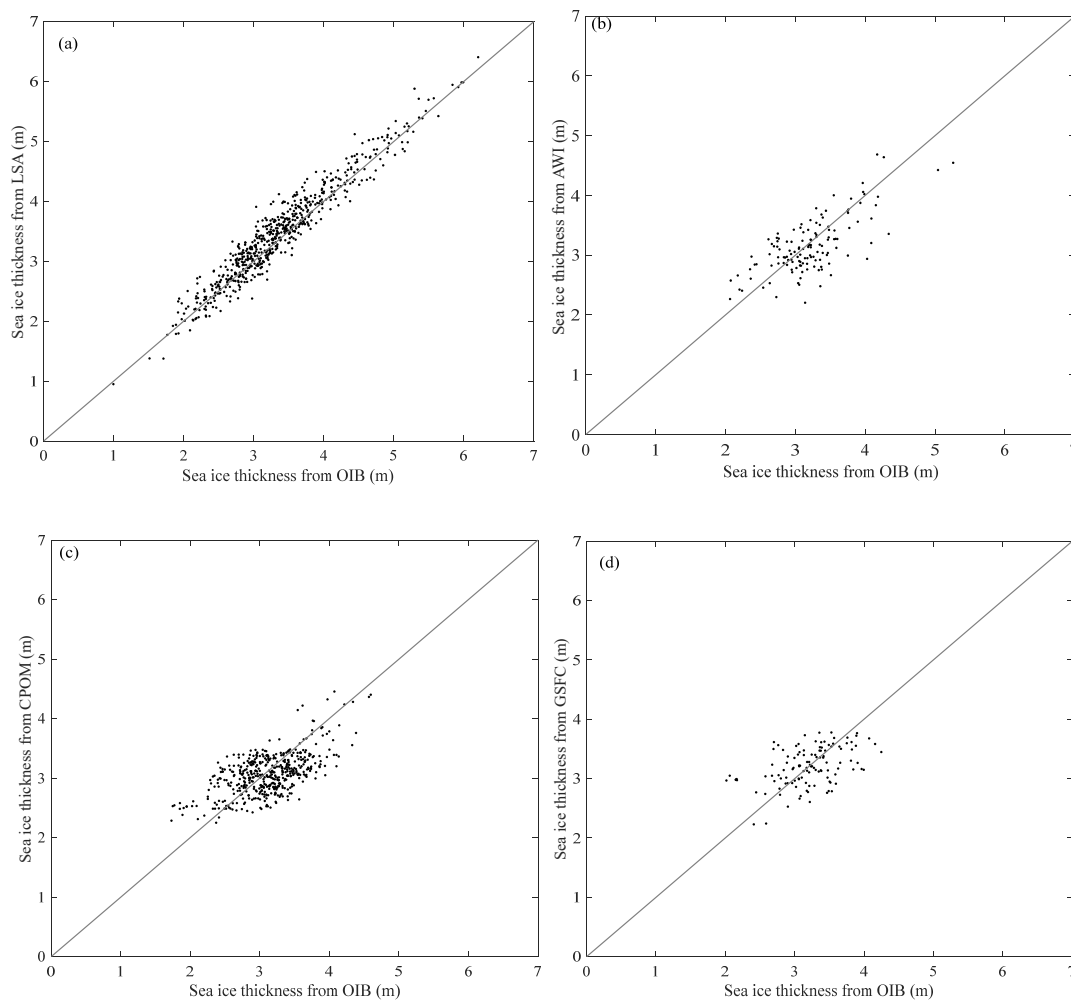 (a)
7
6
5
4
3
2
1
0
Sea ice thickness from LSA (m)
0 1 2 3 4 5 6 7
Sea ice thickness from OIB (m)
(b)
7
6
5
4
3
2
1
0
Sea ice thickness from AWI (m)
0 1 2 3 4 5 6 7
Sea ice thickness from OIB (m)
(c)
7
6
5
4
3
2
1
0
Sea ice thickness from CPOM (m)
0 1 2 3 4 5 6 7
Sea ice thickness from OIB (m)
(d)
7
6
5
4
3
2
1
0
Sea ice thickness from GSFC (m)
0 1 2 3 4 5 6 7
Sea ice thickness from OIB (m)